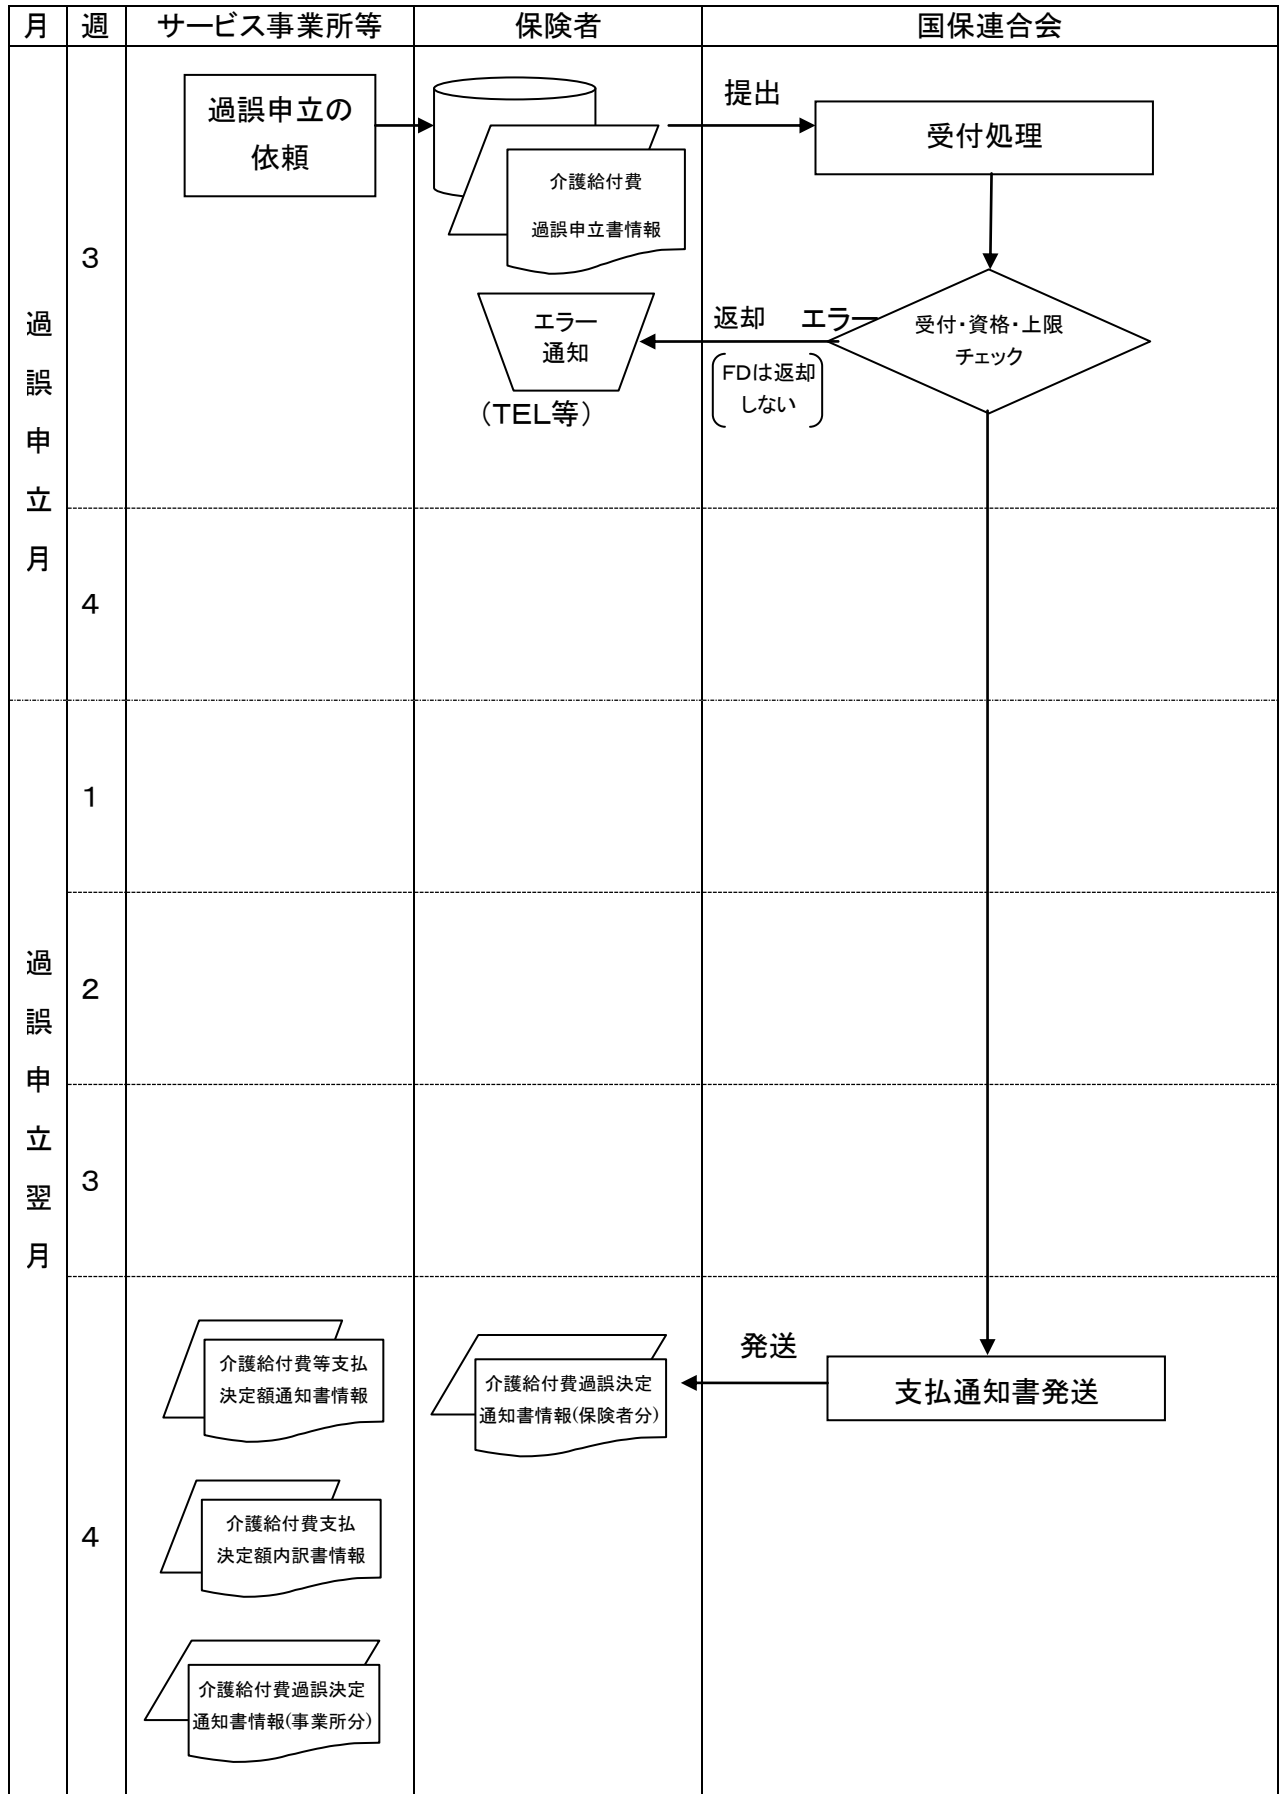 月 週 サービス事業所等 保険者 国保連合会
過誤申立月
3
過誤申立の
依頼
介護給付費
過誤申立書情報
提出
受付処理
受付・資格・上限
チェック
エラー
返却
FDは返却
しない
エラー
通知
（TEL等）
4
過誤申立翌月
1
2
3
4
支払通知書発送
発送
介護給付費過誤決定
通知書情報(保険者分)
介護給付費等支払
決定額通知書情報
介護給付費支払
決定額内訳書情報
介護給付費過誤決定
通知書情報(事業所分)